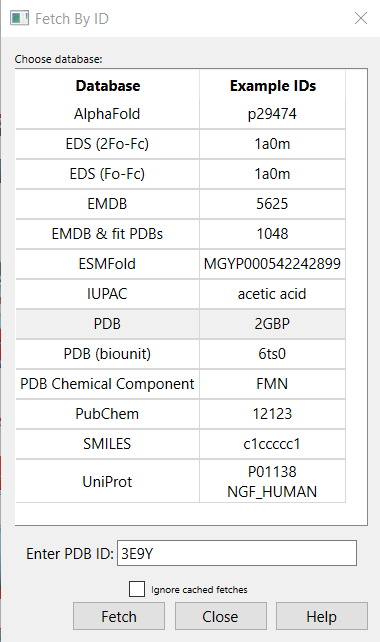 Fetch By ID
Choose database:
Database Example IDs
AlphaFold p29474
EDS (2Fo-Fc) 1a0m
EDS (Fo-Fc) 1a0m
EMDB 5625
EMDB & fit PDBs 1048
ESMFold MGYP000542242899
IUPAC acetic acid
PDB 2GBP
PDB (biounit) 6ts0
PDB Chemical Component FMN
PubChem 12123
SMILES c1ccccc1
UniProt P01138
NGF_HUMAN
Enter PDB ID: 3E9Y
Ignore cached fetches
Fetch Close Help